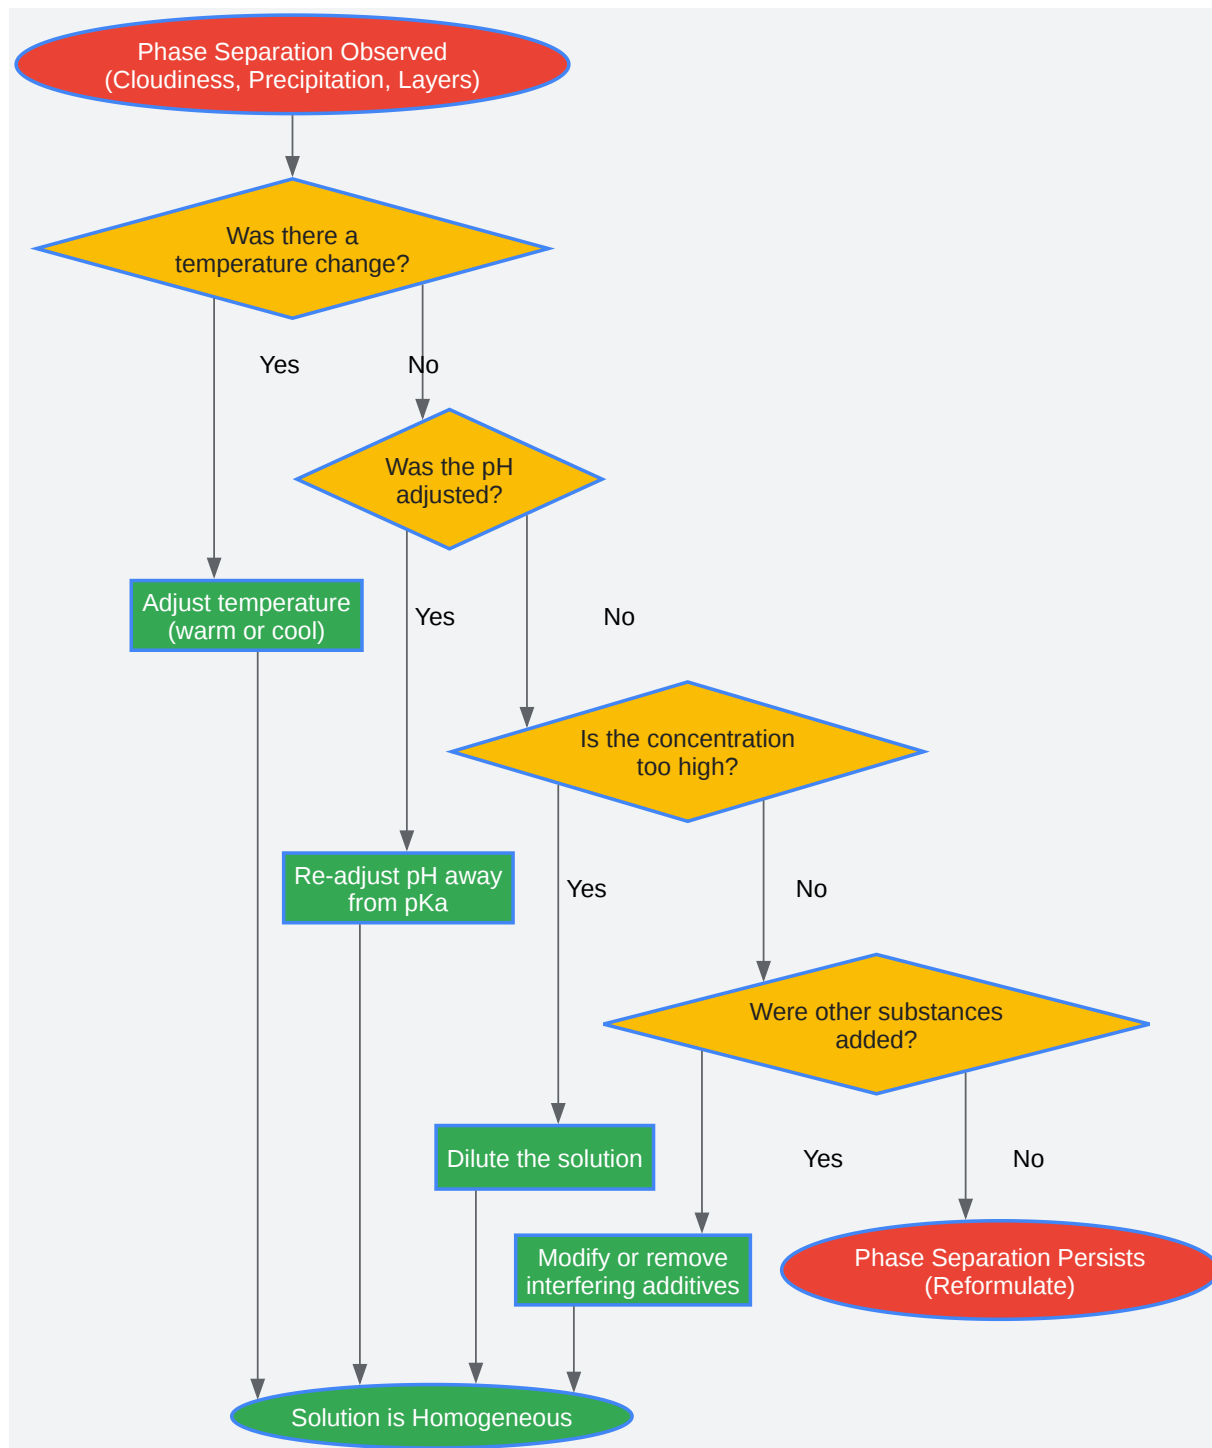 Phase Separation Observed
(Cloudiness, Precipitation, Layers)
Was there a
temperature change?
Yes
No
Was the pH
adjusted?
Adjust temperature
(warm or cool)
Yes
No
Is the concentration
too high?
Re-adjust pH away
from pKa
Yes
No
Were other substances
added?
Dilute the solution
Yes
No
Modify or remove
interfering additives
Phase Separation Persists
(Reformulate)
Solution is Homogeneous